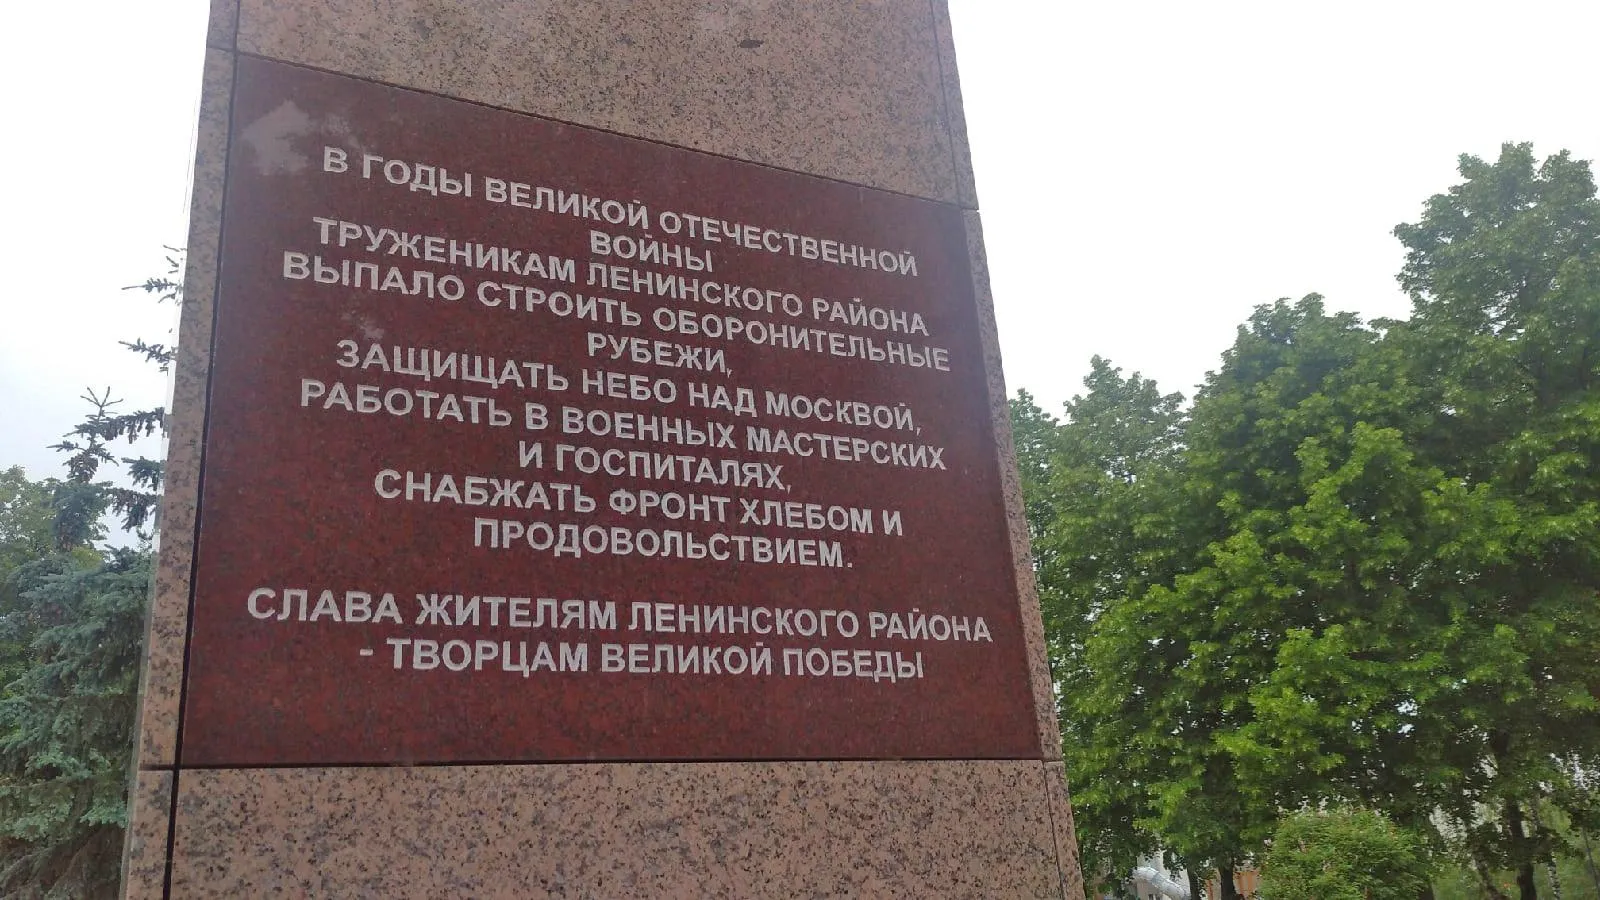 В ГОДЫ ВЕЛИКОЙ ОТЕЧЕСТВЕННОЙ
ВОЙНЫ
ТРУЖЕНИКАМ ЛЕНИНСКОГО РАЙОНА
ВЫПАЛО СТРОИТЬ ОБОРОНИТЕЛЬНЫЕ
РУБЕЖИ,
ЗАЩИЩАТЬ НЕБО НАД МОСКВОЙ,
РАБОТАТЬ В ВОЕННЫХ МАСТЕРСКИХ
И ГОСПИТАЛЯХ,
СНАБЖАТЬ ФРОНТ ХЛЕБОМ И
ПРОДОВОЛЬСТВИЕМ.
СЛАВА ЖИТЕЛЯМ ЛЕНИНСКОГО РАЙОНА
- ТВОРЦАМ ВЕЛИКОЙ ПОБЕДЫ